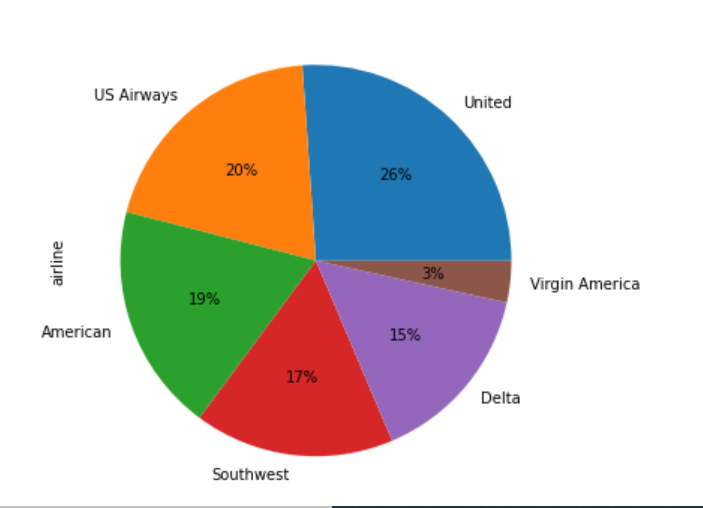 US Airways
United
20%
26%
airline
3%
Virgin America
19%
American
15%
17%
Delta
Southwest